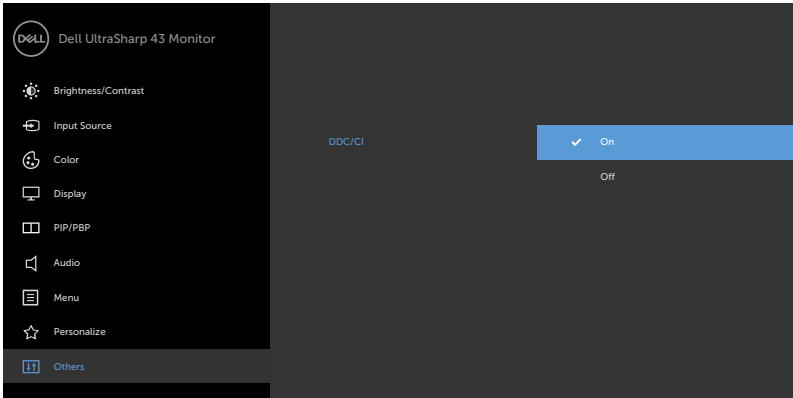 DELL Dell UltraSharp 43 Monitor
Brightness/Contrast
Input Source
Color
Display
PIP/PBP
Audio
Menu
Personalize
Others
DDC/CI
On
Off